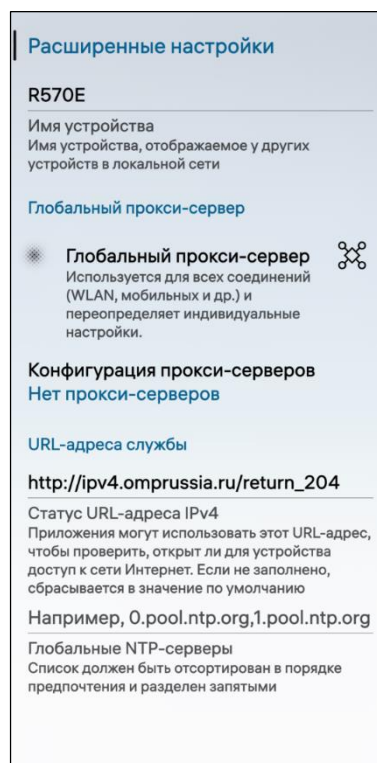 Расширенные настройки
R570E
Имя устройства
Имя устройства, отображаемое у других
устройств в локальной сети
Глобальный прокси-сервер
Глобальный прокси-сервер
Используется для всех соединений
(WLAN, мобильных и др.) и
переопределяет индивидуальные
настройки.
Конфигурация прокси-серверов
Нет прокси-серверов
URL-адреса службы
http://ipv4.omprussia.ru/return_204
Статус URL-адреса IPv4
Приложения могут использовать этот URL-адрес,
чтобы проверить, открыт ли для устройства
доступ к сети Интернет. Если не заполнено,
сбрасывается в значение по умолчанию
Например, 0.pool.ntp.org,1.pool.ntp.org
Глобальные NTP-серверы
Список должен быть отсортирован в порядке
предпочтения и разделен запятыми